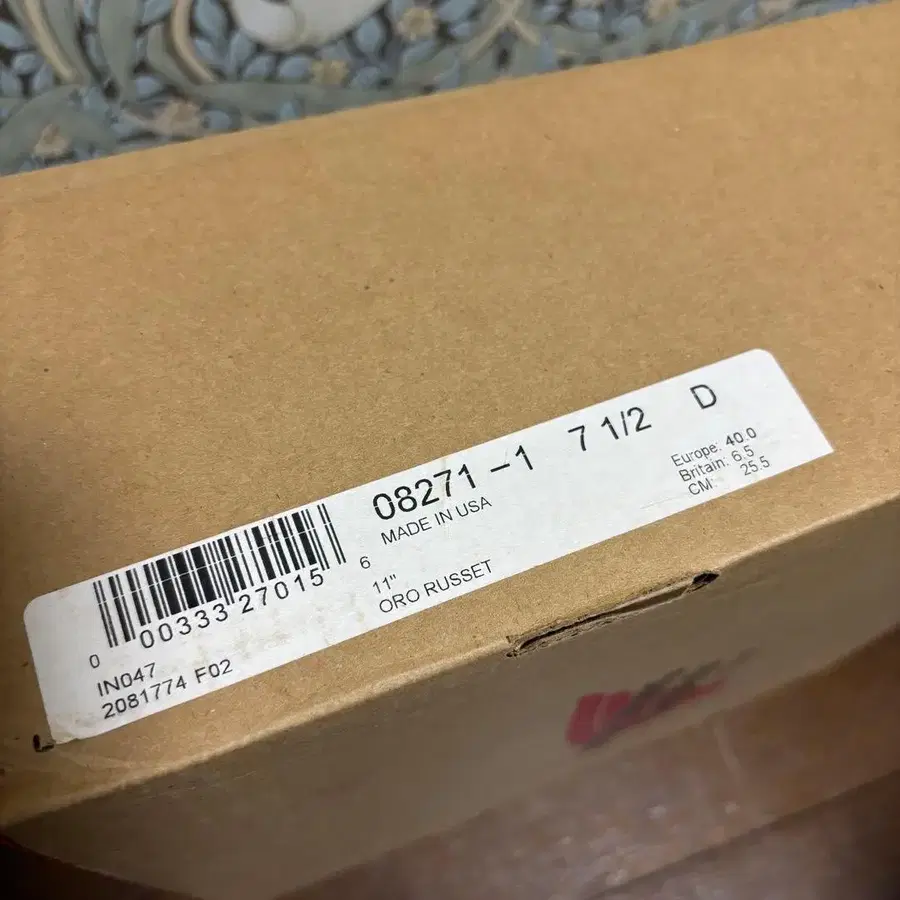 08271-1 7 1/2 D
MADE IN USA
Europe: 40.0
Britain: 6.5
CM: 25.5
11"
ORO RUSSET
0 00333 27015 6
IN047
2081774 F02